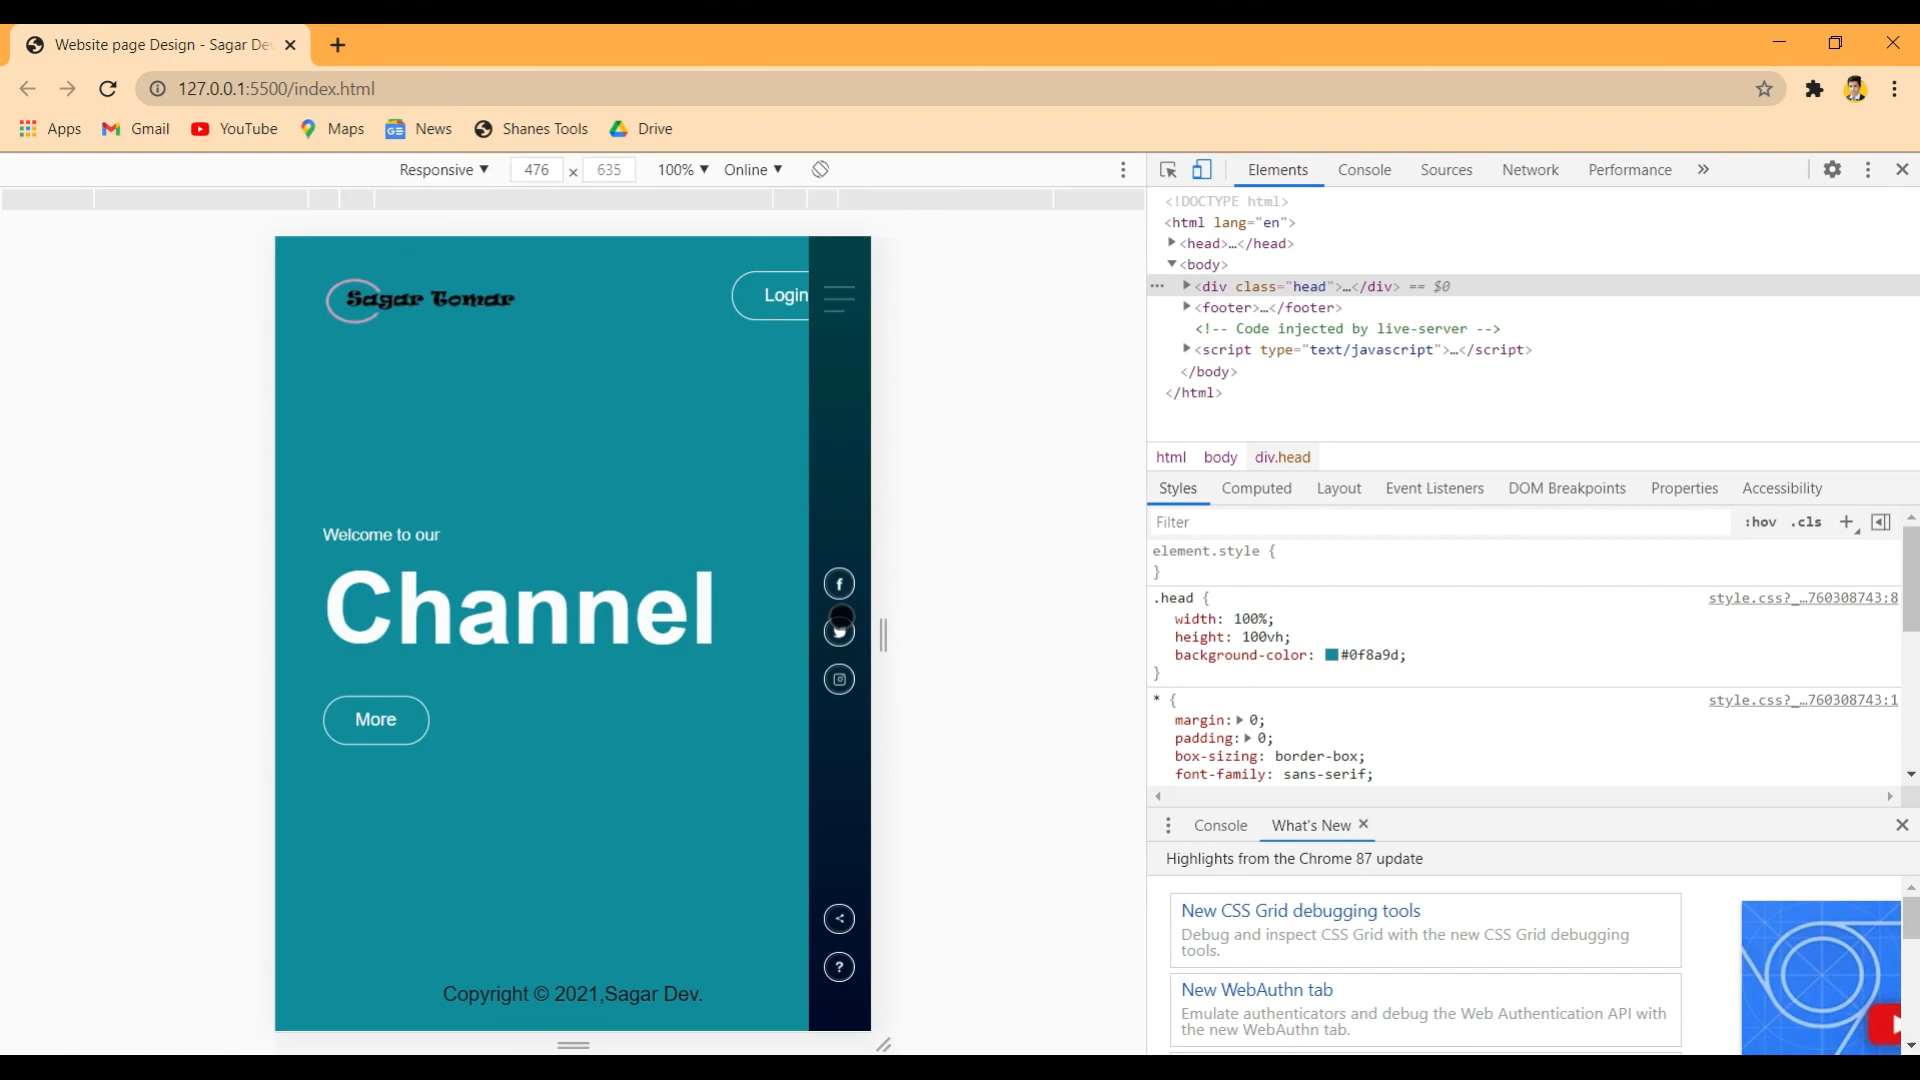 Website page Design - Sagar De
127.0.0.1:5500/index.html
Apps Gmail YouTube Maps News Shanes Tools Drive
Responsive ▼ 476 × 635 100% ▼ Online ▼
Sagar Tomar
Login
Welcome to our
Channel
More
?
Copyright © 2021,Sagar Dev.
Elements Console Sources Network Performance »
<!DOCTYPE html>
<html lang="en">
<head>…</head>
<body>
<div class="head">…</div> == $0
<footer>…</footer>
<!-- Code injected by live-server -->
<script type="text/javascript">…</script>
</body>
</html>
html body div.head
Styles Computed Layout Event Listeners DOM Breakpoints Properties Accessibility
Filter :hov .cls +
element.style {
}
.head { style.css?_…760308743:8
width: 100%;
height: 100vh;
background-color: #0f8a9d;
}
* { style.css?_…760308743:1
margin: 0;
padding: 0;
box-sizing: border-box;
font-family: sans-serif;
Console What's New
Highlights from the Chrome 87 update
New CSS Grid debugging tools
Debug and inspect CSS Grid with the new CSS Grid debugging
tools.
New WebAuthn tab
Emulate authenticators and debug the Web Authentication API with
the new WebAuthn tab.